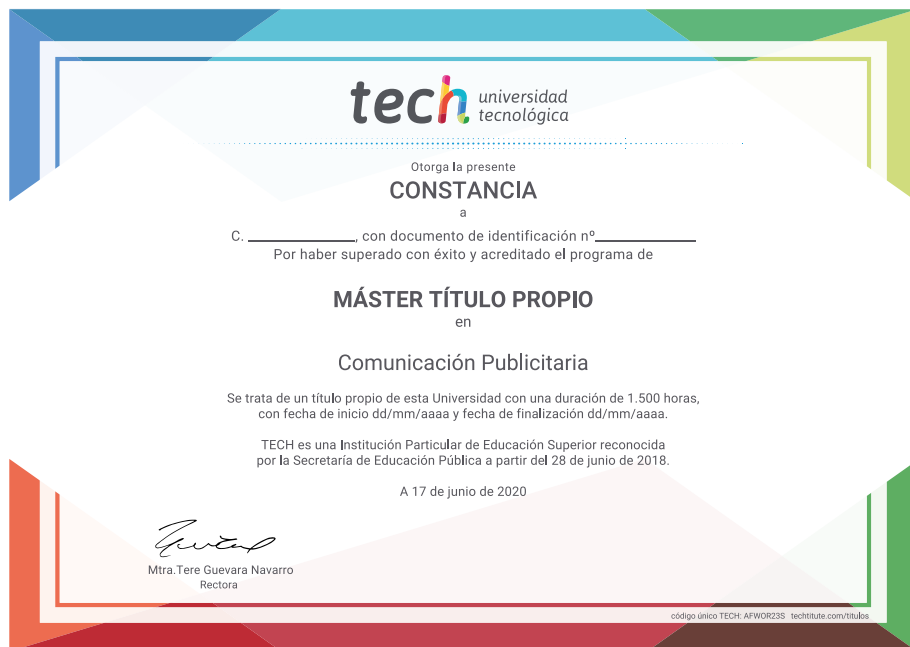 tech universidad
tecnológica
Otorga la presente
CONSTANCIA
a
C. ______________, con documento de identificación nº______________
Por haber superado con éxito y acreditado el programa de
MÁSTER TÍTULO PROPIO
en
Comunicación Publicitaria
Se trata de un título propio de esta Universidad con una duración de 1.500 horas,
con fecha de inicio dd/mm/aaaa y fecha de finalización dd/mm/aaaa.
TECH es una Institución Particular de Educación Superior reconocida
por la Secretaría de Educación Pública a partir del 28 de junio de 2018.
A 17 de junio de 2020
Mtra.Tere Guevara Navarro
Rectora
código único TECH: AFWOR23S techtitute.com/titulos